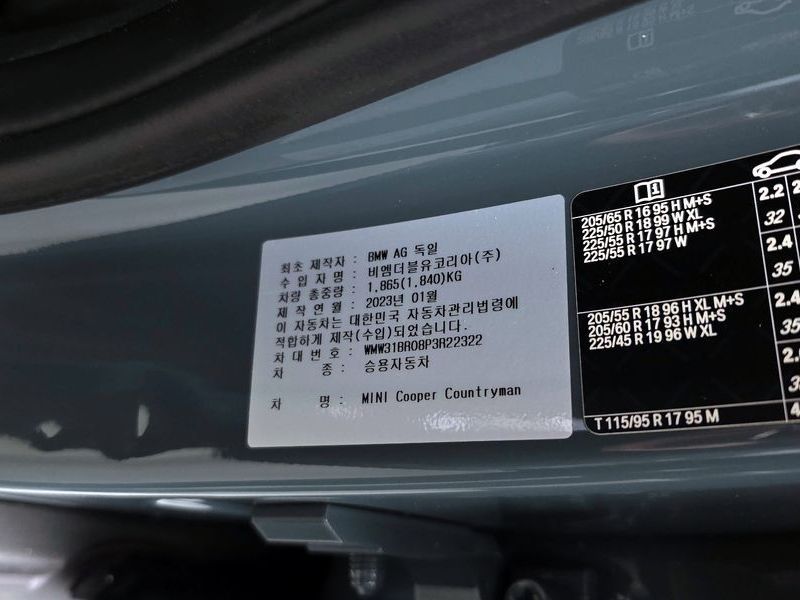 최초 제작자 : BMW AG 독일
수 입 자 명 : 비엠더블유코리아(주)
차량 총중량 : 1,865(1,840)KG
제 작 연 월 : 2023년 01월
이 자동차는 대한민국 자동차관리법령에
적합하게 제작(수입)되었습니다.
차 대 번 호 : WMW31BR08P3R22322
차 종 : 승용자동차
차 명 : MINI Cooper Countryman
205/65 R 16 95 H M+S
225/50 R 18 99 W XL
225/55 R 17 97 H M+S
225/55 R 17 97 W
2.2
32
2.4
35
205/55 R 18 96 H XL M+S
205/60 R 17 93 H M+S
225/45 R 19 96 W XL
2.4
35
T 115/95 R 17 95 M